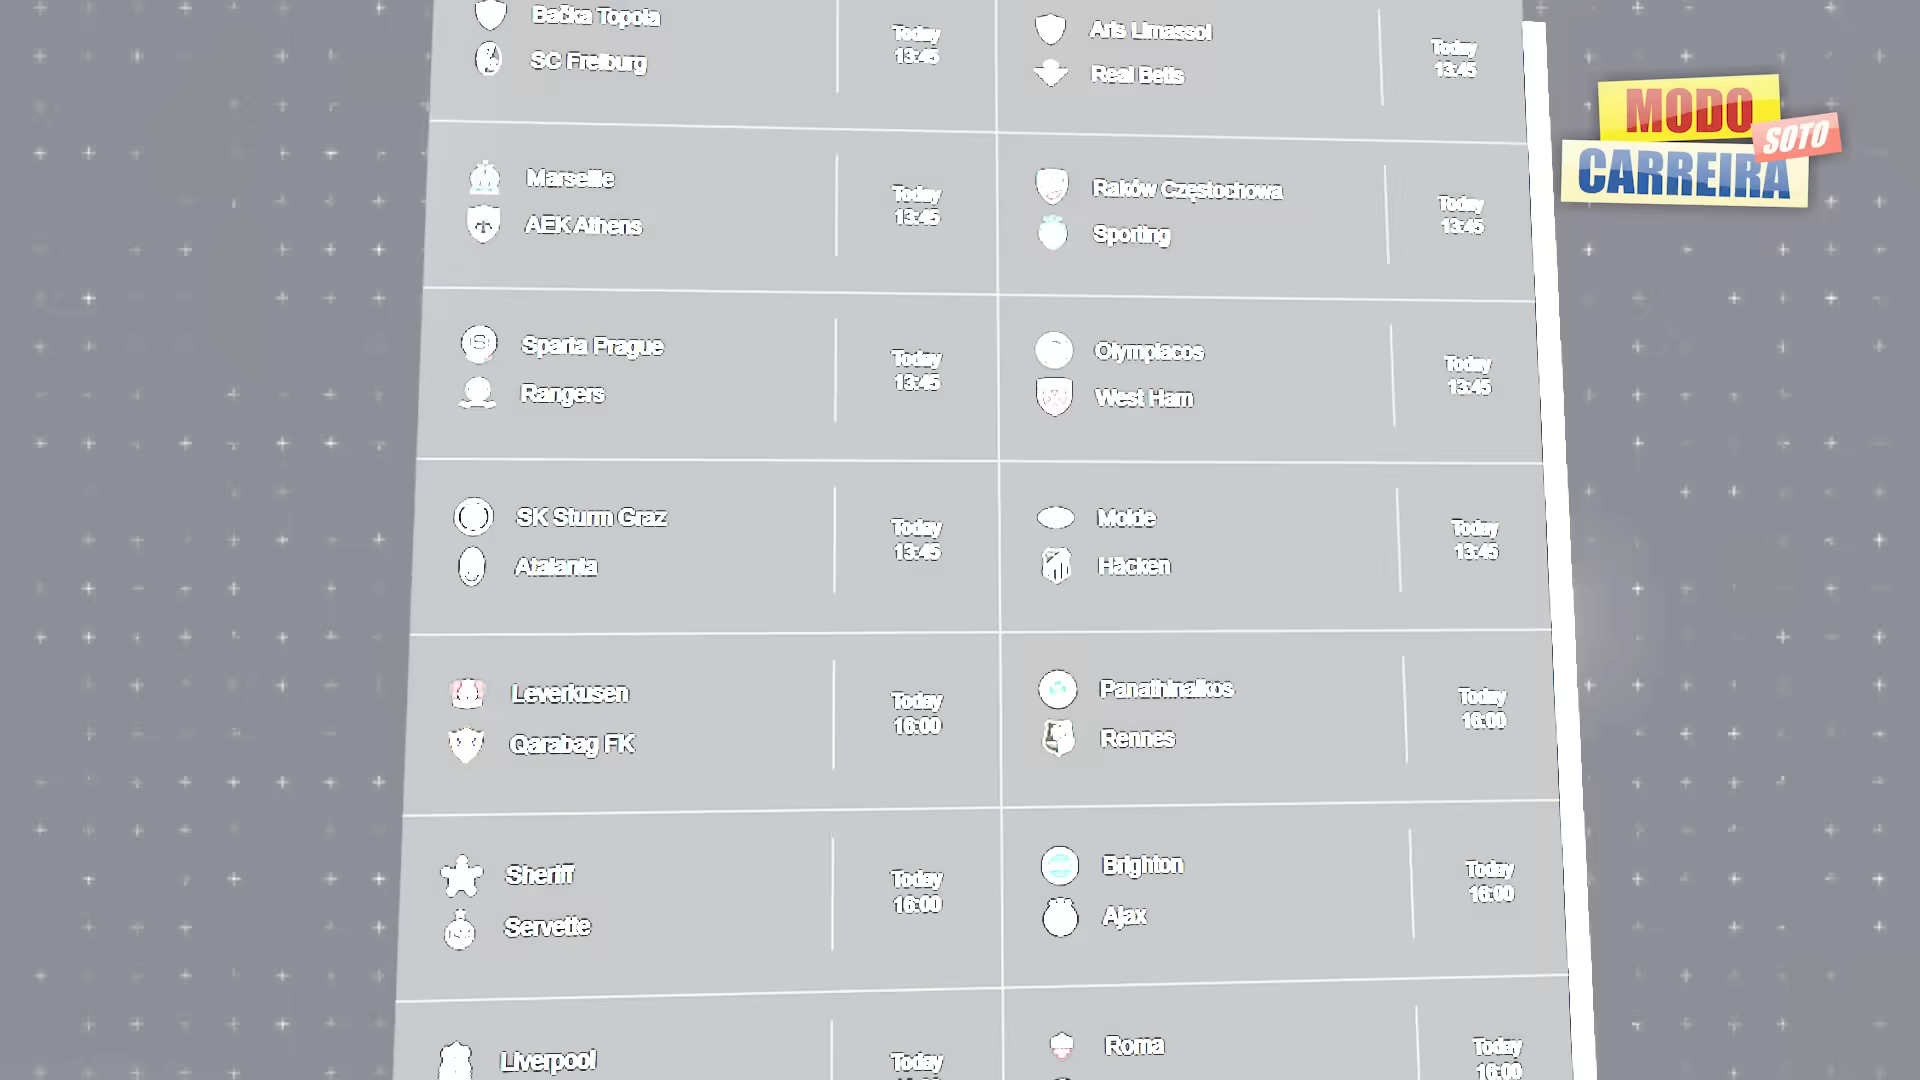 Bačka Topola
SC Freiburg
Today
13:45
Aris Limassol
Real Betis
Today
13:45
MODO
CARREIRA
SOTO
Marseille
AEK Athens
Today
13:45
Raków Częstochowa
Sporting
Today
13:45
Sparta Prague
Rangers
Today
13:45
Olympiacos
West Ham
Today
13:45
SK Sturm Graz
Atalanta
Today
13:45
Molde
Häcken
Today
13:45
Leverkusen
Qarabag FK
Today
16:00
Panathinaikos
Rennes
Today
16:00
Sheriff
Servette
Today
16:00
Brighton
Ajax
Today
16:00
Liverpool
Today
Roma
Today
16:00